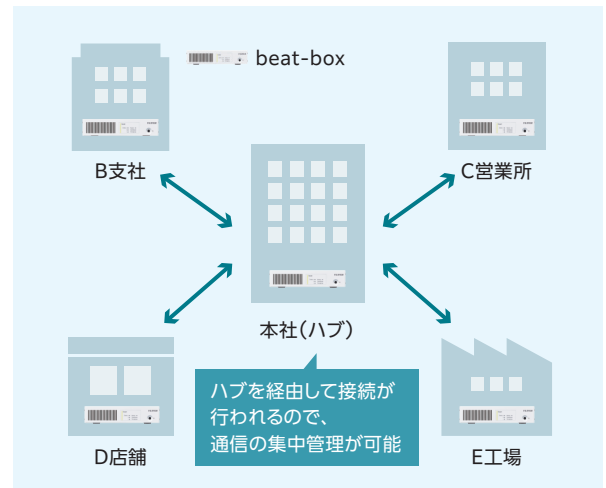 beat-box
B支社
C営業所
本社(ハブ)
ハブを経由して接続が
行われるので、
通信の集中管理が可能
D店舗
E工場